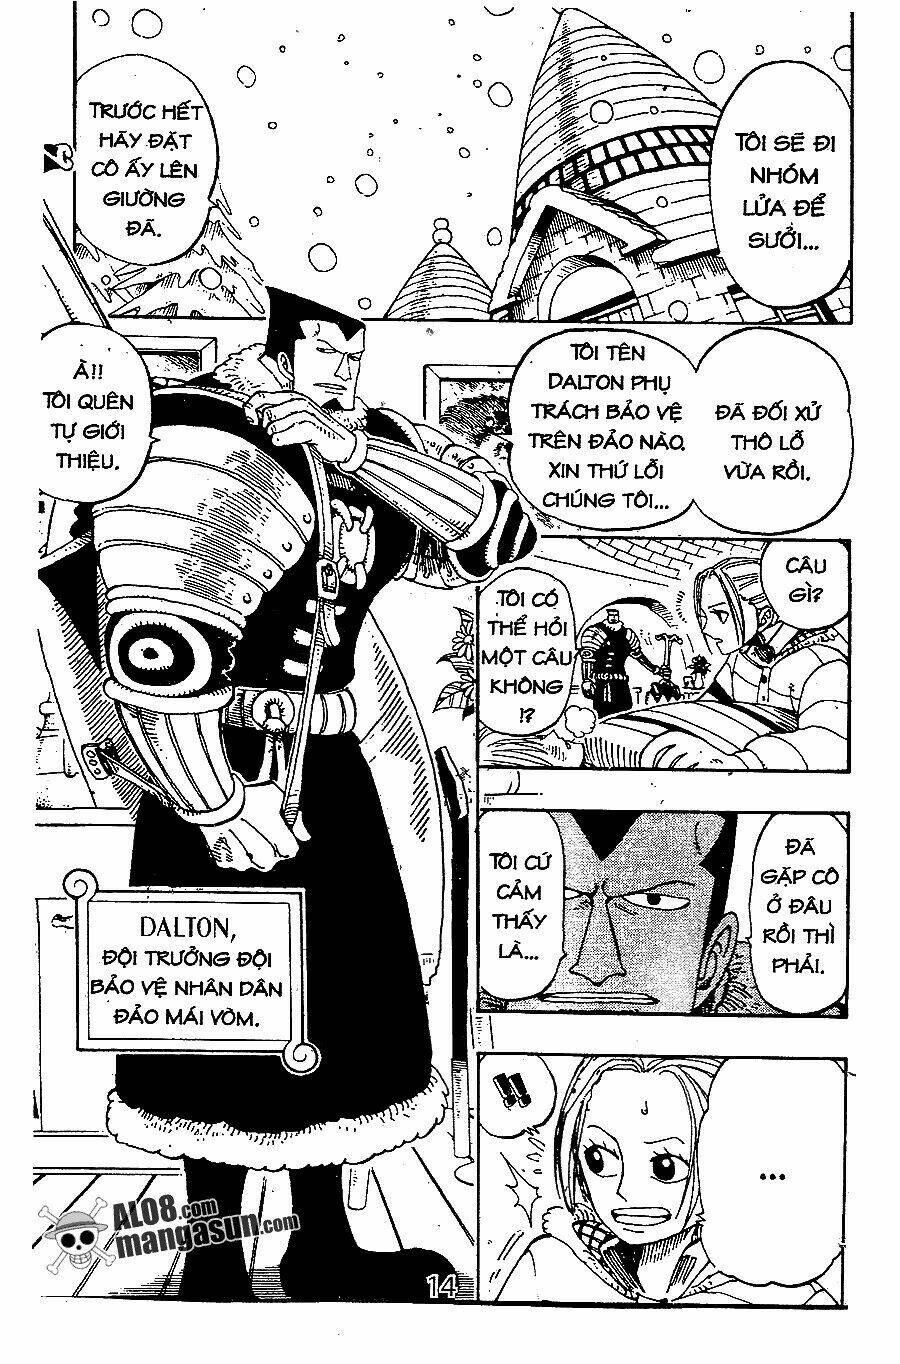 TÔI SẼ ĐI
NHÓM
LỬA ĐỂ
SƯỞI...
TRƯỚC HẾT
HÃY ĐẶT
CÔ ẤY LÊN
GIƯỜNG
ĐÃ.
À!!
TÔI QUÊN
TỰ GIỚI
THIỆU.
TÔI TÊN
DALTON PHỤ
TRÁCH BẢO VỆ
TRÊN ĐẢO NÀO.
XIN THỨ LỖI
CHÚNG TÔI...
ĐÃ ĐỐI XỬ
THÔ LỖ
VỪA RỒI.
DALTON,
ĐỘI TRƯỞNG ĐỘI
BẢO VỆ NHÂN DÂN
ĐẢO MÁI VÒM.
CÂU
GÌ?
TÔI CÓ
THỂ HỎI
MỘT CÂU
KHÔNG
!?
ĐÃ
GẶP CÔ
Ở ĐÂU
RỒI THÌ
PHẢI.
TÔI CỨ
CẢM
THẤY
LÀ...
...
!!
AL08.com
mangasun.com
14